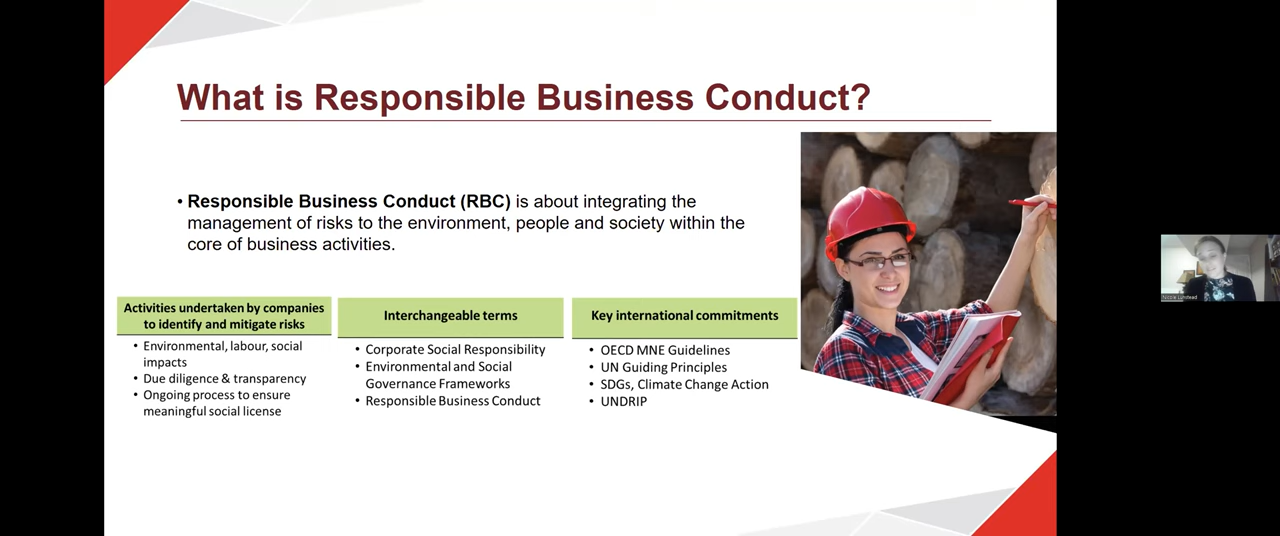 What is Responsible Business Conduct?
• Responsible Business Conduct (RBC) is about integrating the
management of risks to the environment, people and society within the
core of business activities.
Activities undertaken by companies
to identify and mitigate risks
• Environmental, labour, social
impacts
• Due diligence & transparency
• Ongoing process to ensure
meaningful social license
Interchangeable terms
• Corporate Social Responsibility
• Environmental and Social
Governance Frameworks
• Responsible Business Conduct
Key international commitments
• OECD MNE Guidelines
• UN Guiding Principles
• SDGs, Climate Change Action
• UNDRIP
Nicole